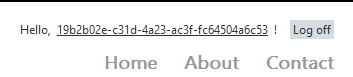 Hello, 19b2b02e-c31d-4a23-ac3f-fc64504a6c53 ! Log off
Home About Contact